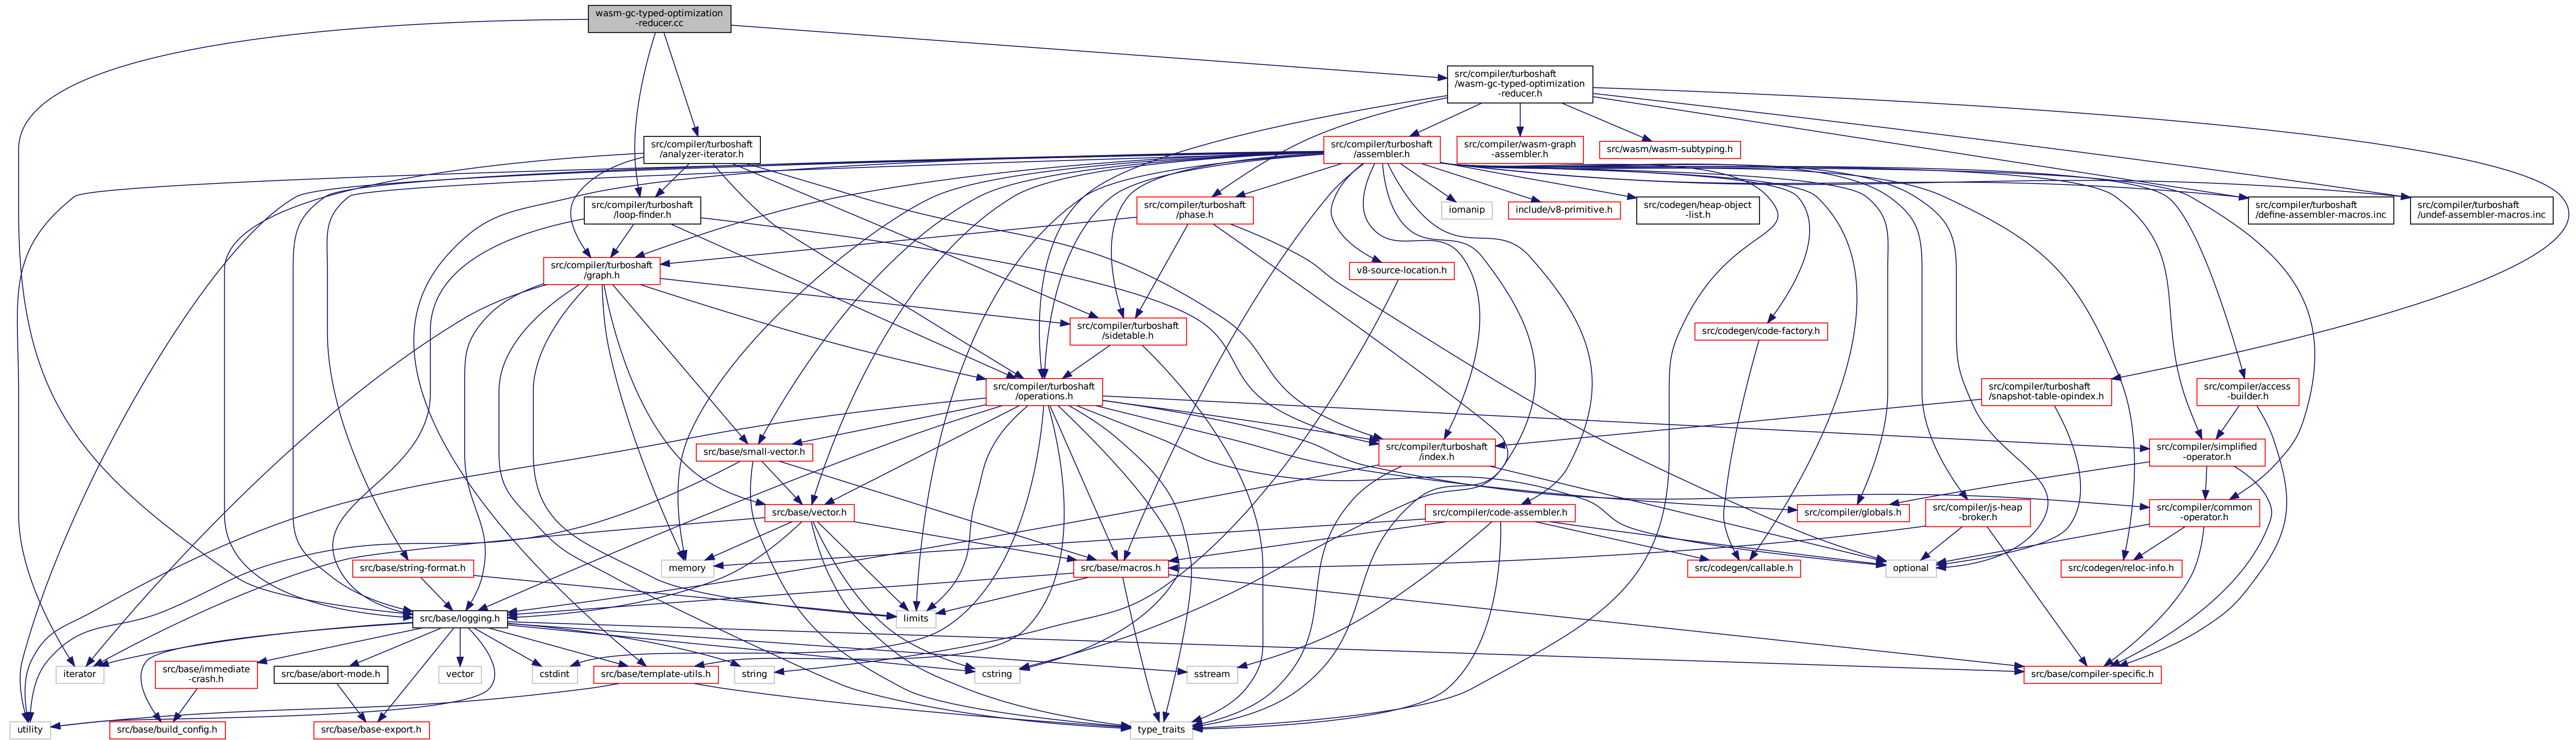 wasm-gc-typed-optimization
-reducer.cc
src/compiler/turboshaft
/wasm-gc-typed-optimization
-reducer.h
src/compiler/turboshaft
/analyzer-iterator.h
src/compiler/turboshaft
/assembler.h
src/compiler/wasm-graph
-assembler.h
src/wasm/wasm-subtyping.h
src/compiler/turboshaft
/loop-finder.h
src/compiler/turboshaft
/phase.h
iomanip
include/v8-primitive.h
src/codegen/heap-object
-list.h
src/compiler/turboshaft
/define-assembler-macros.inc
src/compiler/turboshaft
/undef-assembler-macros.inc
src/compiler/turboshaft
/graph.h
v8-source-location.h
src/compiler/turboshaft
/sidetable.h
src/codegen/code-factory.h
src/compiler/turboshaft
/operations.h
src/compiler/turboshaft
/snapshot-table-opindex.h
src/compiler/access
-builder.h
src/base/small-vector.h
src/compiler/turboshaft
/index.h
src/compiler/simplified
-operator.h
src/base/vector.h
src/compiler/code-assembler.h
src/compiler/globals.h
src/compiler/js-heap
-broker.h
src/compiler/common
-operator.h
src/base/string-format.h
memory
src/base/macros.h
src/codegen/callable.h
optional
src/codegen/reloc-info.h
src/base/logging.h
limits
iterator
src/base/immediate
-crash.h
src/base/abort-mode.h
vector
cstdint
src/base/template-utils.h
string
cstring
sstream
src/base/compiler-specific.h
utility
src/base/build_config.h
src/base/base-export.h
type_traits